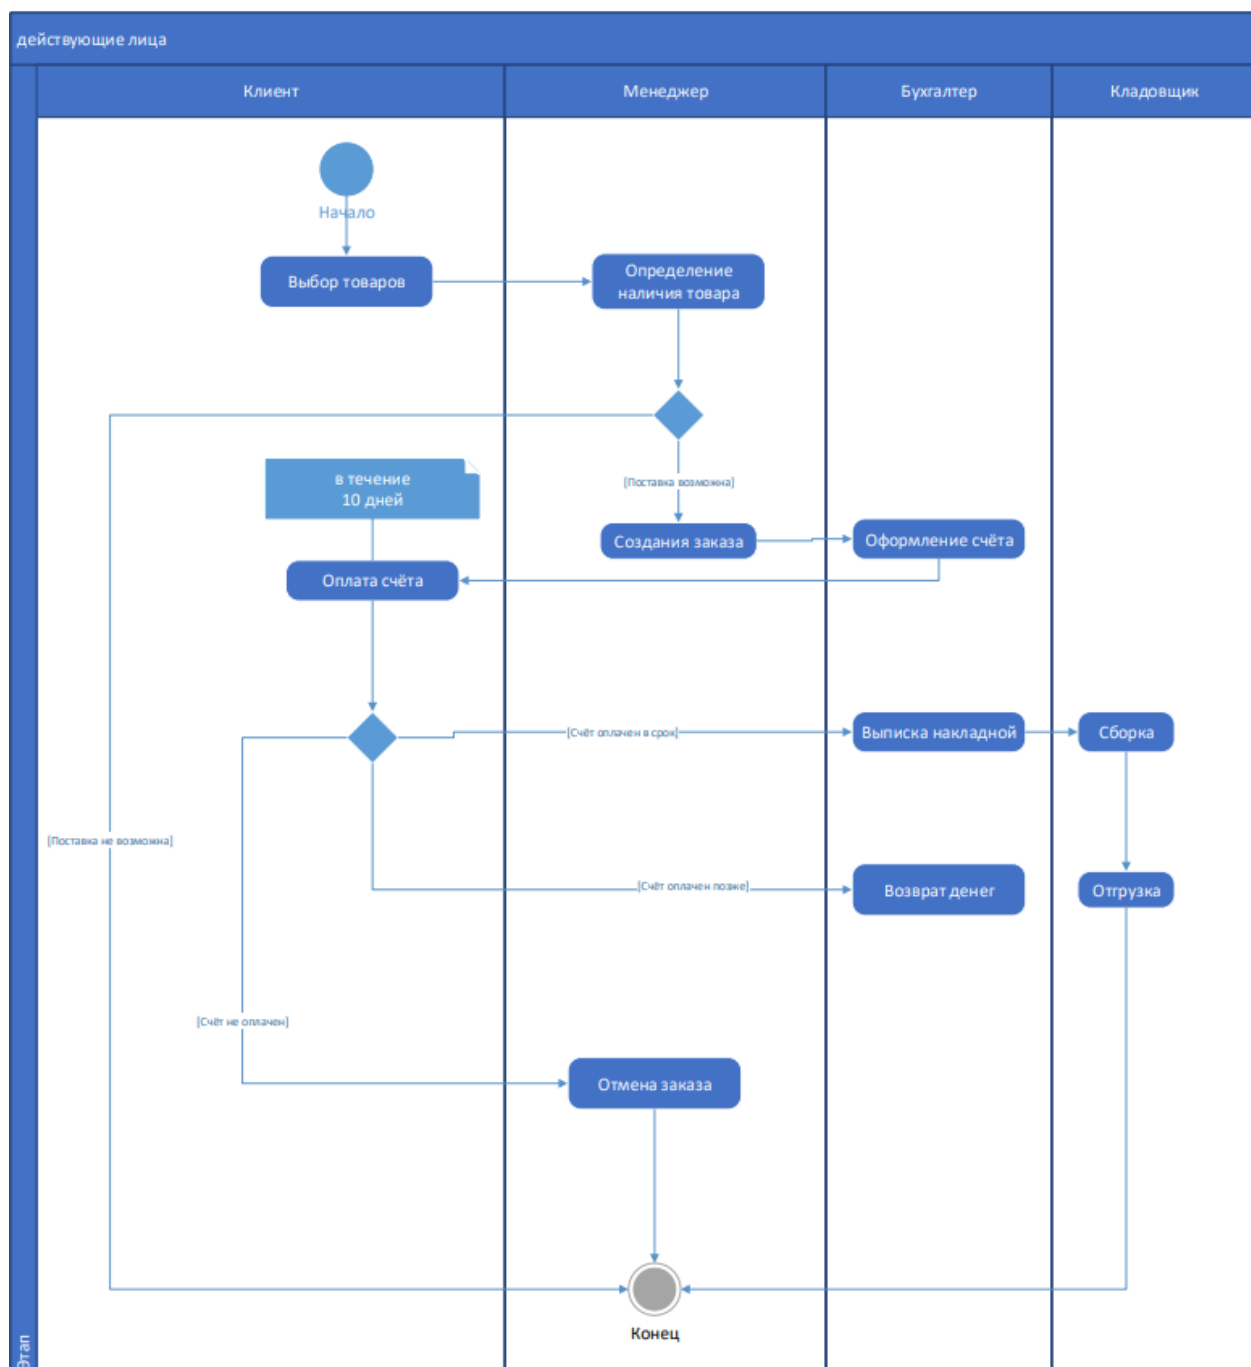 действующие лица
Клиент
Менеджер
Бухгалтер
Кладовщик
Начало
Выбор товаров
Определение
наличия товара
в течение
10 дней
[Поставка возможна]
Создания заказа
Оформление счёта
Оплата счёта
[Счёт оплачен в срок]
Выписка накладной
Сборка
[Поставка не возможна]
[Счёт оплачен позже]
Возврат денег
Отгрузка
[Счёт не оплачен]
Отмена заказа
Конец
Этап